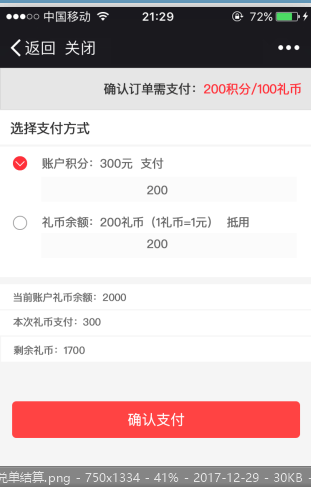 中国移动 21:29 72%
返回 关闭
确认订单需支付：200积分/100礼币
选择支付方式
账户积分：300元 支付
200
礼币余额：200礼币（1礼币=1元） 抵用
200
当前账户礼币余额：2000
本次礼币支付：300
剩余礼币：1700
确认支付
单结算.png - 750x1334 - 41% - 2017-12-29 - 30KB -